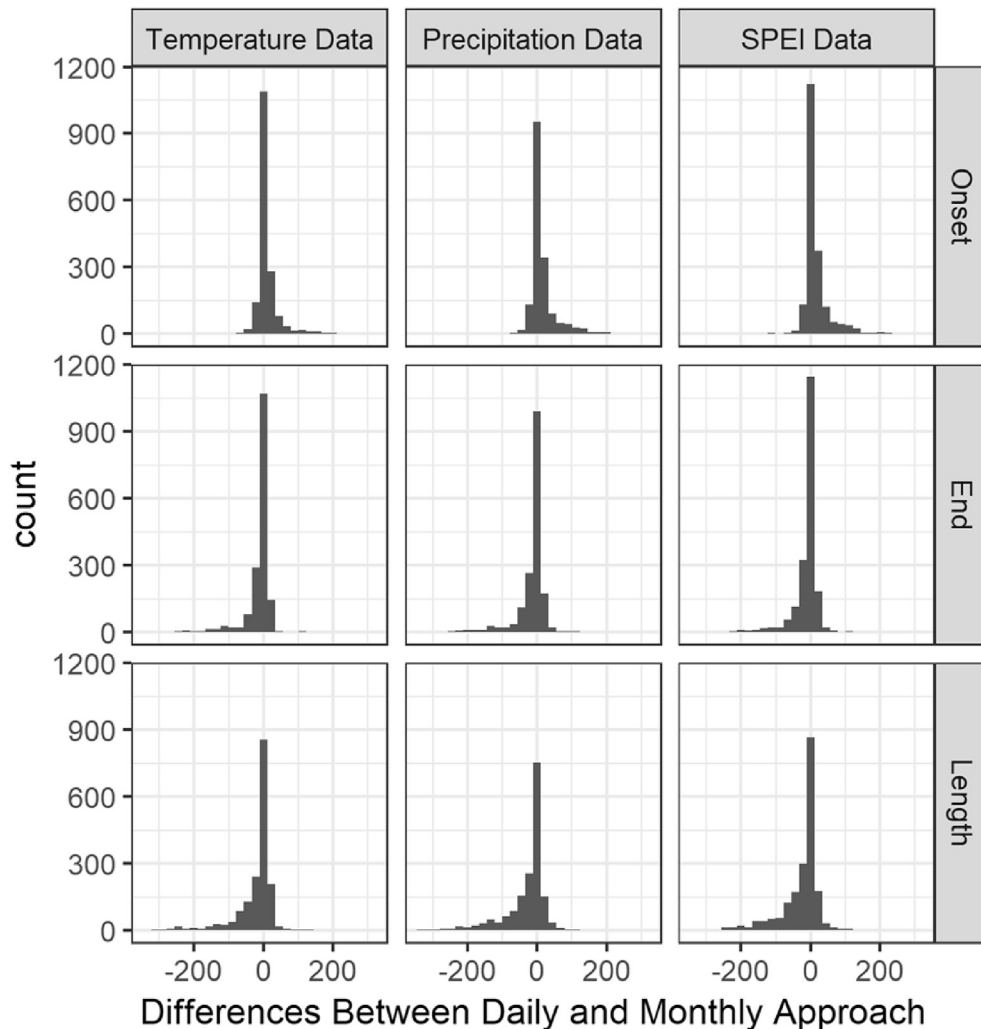 Temperature Data Precipitation Data SPEI Data
1200
900
600
300
0
Onset
1200
900
600
300
0
End
1200
900
600
300
0
Length
count
-200 0 200 -200 0 200 -200 0 200
Differences Between Daily and Monthly Approach